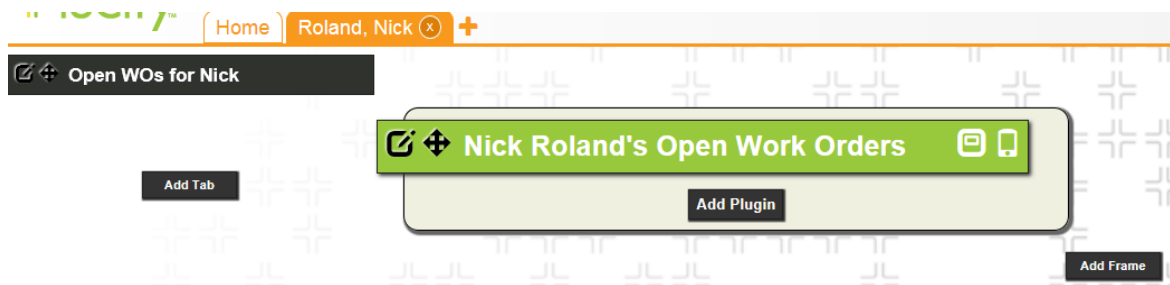 Home
Roland, Nick
Open WOs for Nick
Nick Roland's Open Work Orders
Add Tab
Add Plugin
Add Frame